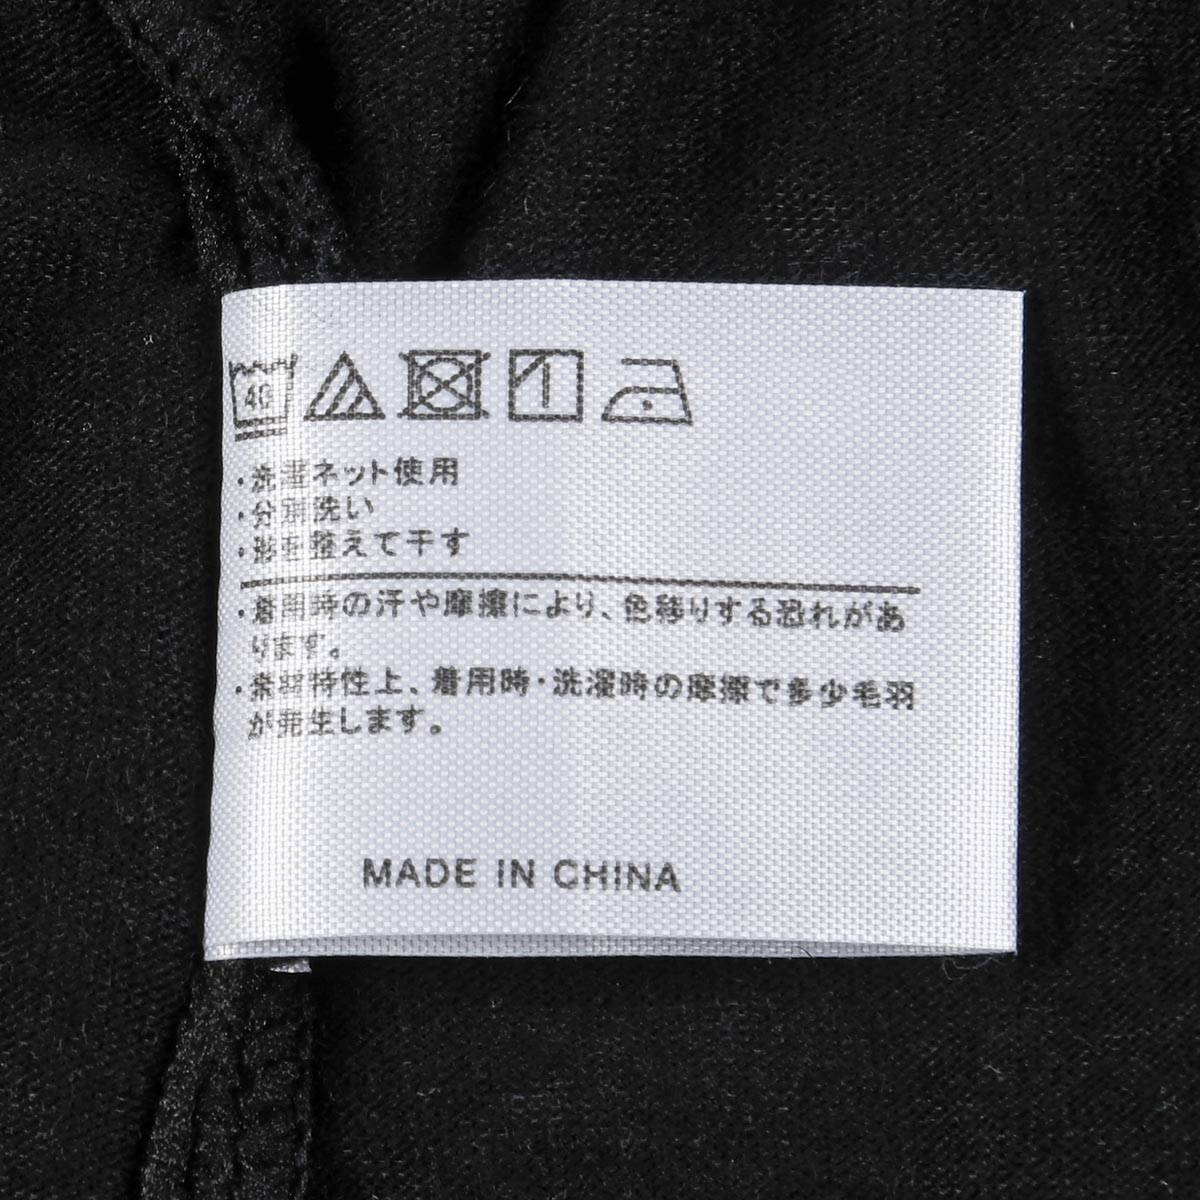 40
・洗濯ネット使用
・分別洗い
・形を整えて干す
・着用時の汗や摩擦により、色移りする恐れがあ
ります。
・素材特性上、着用時・洗濯時の摩擦で多少毛羽
が発生します。
MADE IN CHINA